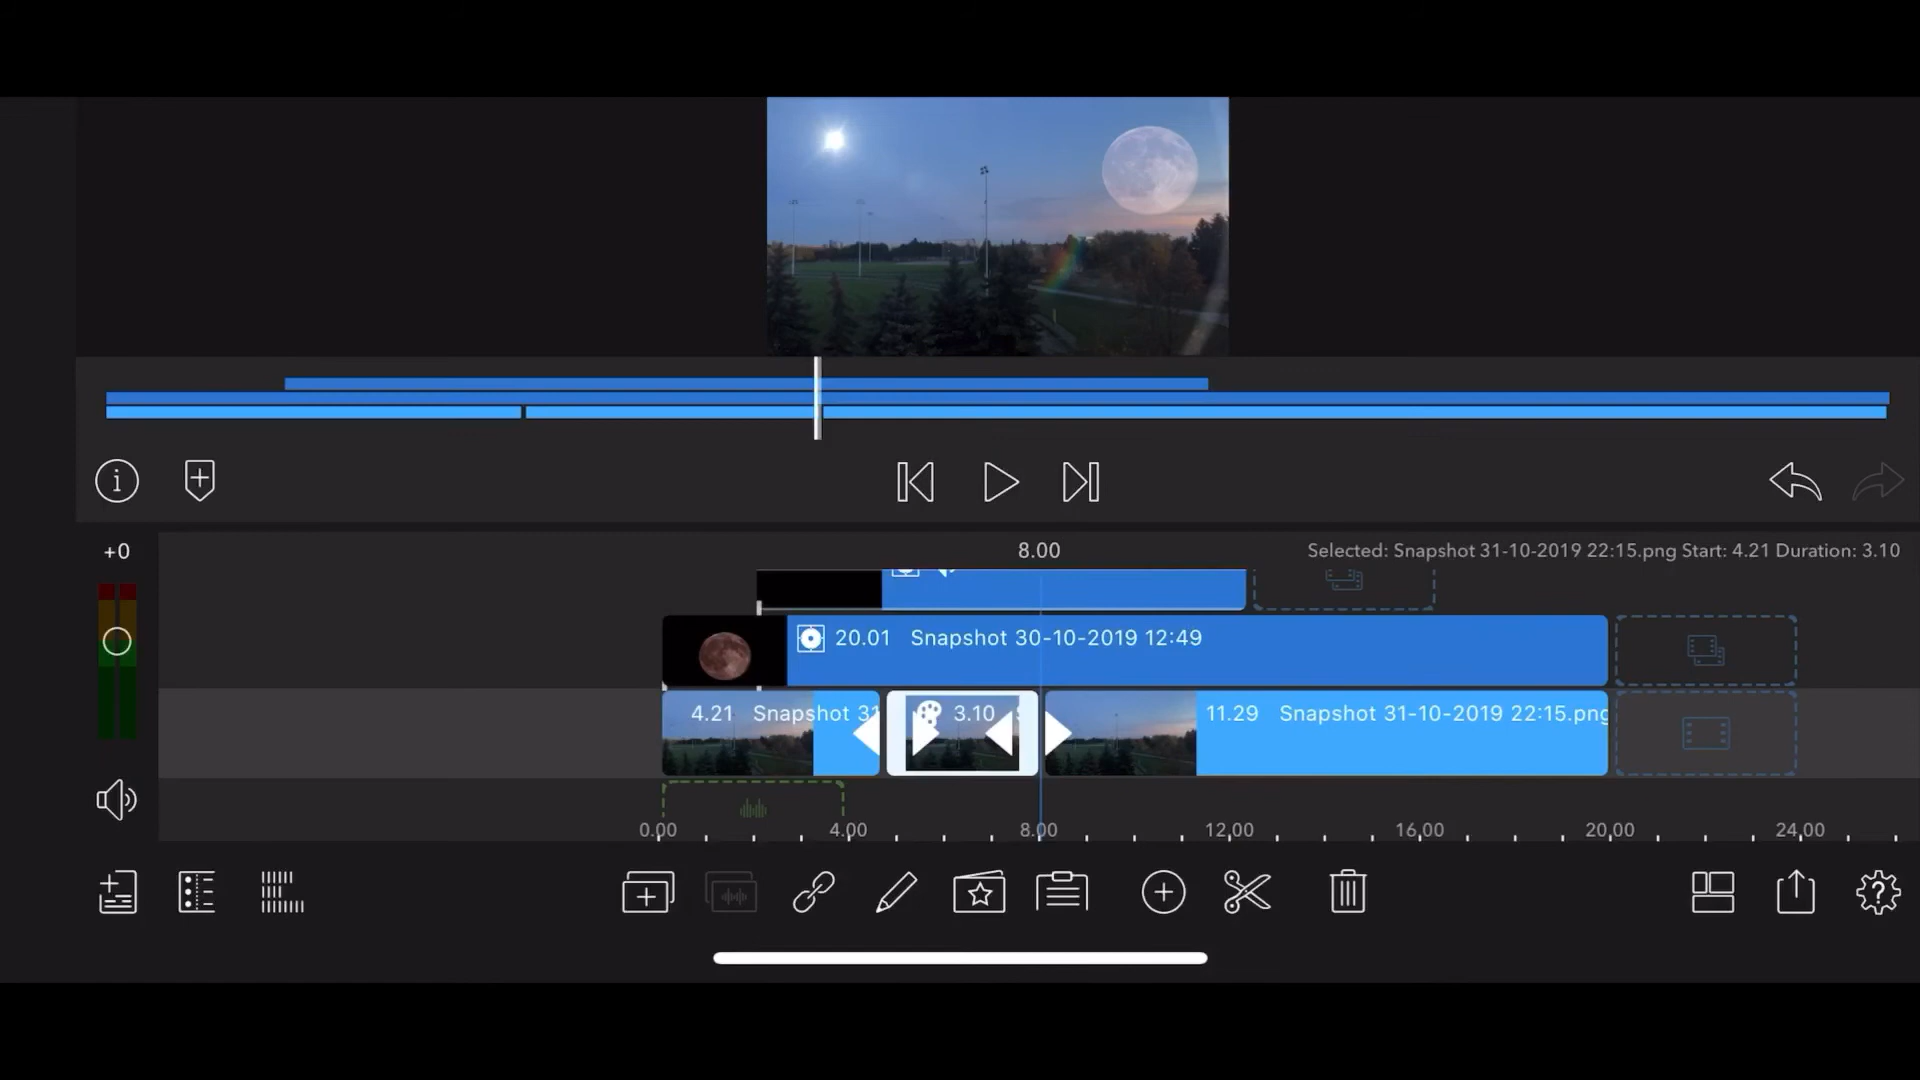 +0
8.00
Selected: Snapshot 31-10-2019 22:15.png Start: 4.21 Duration: 3.10
20.01 Snapshot 30-10-2019 12:49
4.21 Snapshot 31
3.10
11.29 Snapshot 31-10-2019 22:15.png
0.00 4.00 8.00 12.00 16.00 20.00 24.00